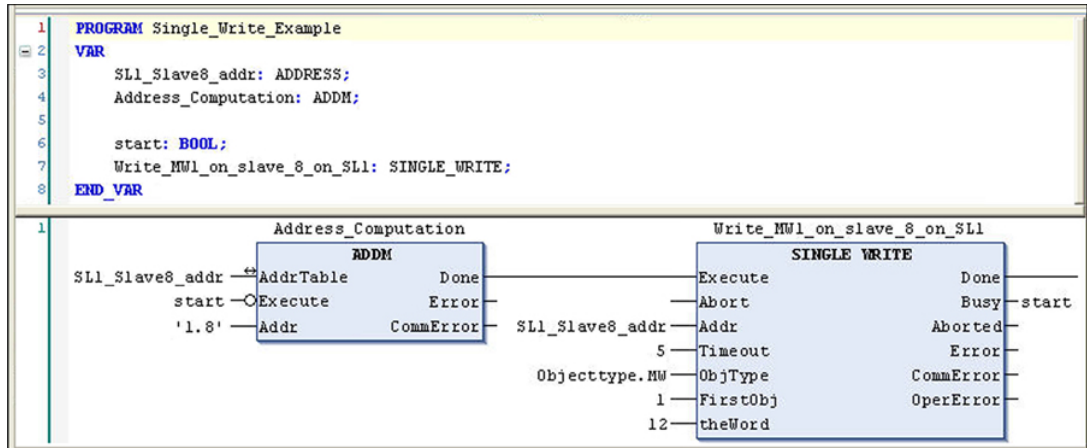 1 PROGRAM Single_Write_Example
2 VAR
3 SL1_Slave8_addr: ADDRESS;
4 Address_Computation: ADDM;
5
6 start: BOOL;
7 Write_MW1_on_slave_8_on_SL1: SINGLE_WRITE;
8 END_VAR
1 Address_Computation Write_MW1_on_slave_8_on_SL1
ADDM SINGLE WRITE
SL1_Slave8_addr AddrTable Done Execute Done
start Execute Error Abort Busy start
'1.8' Addr CommError SL1_Slave8_addr Addr Aborted
5 Timeout Error
Objecttype.MW ObjType CommError
1 FirstObj OperError
12 theWord